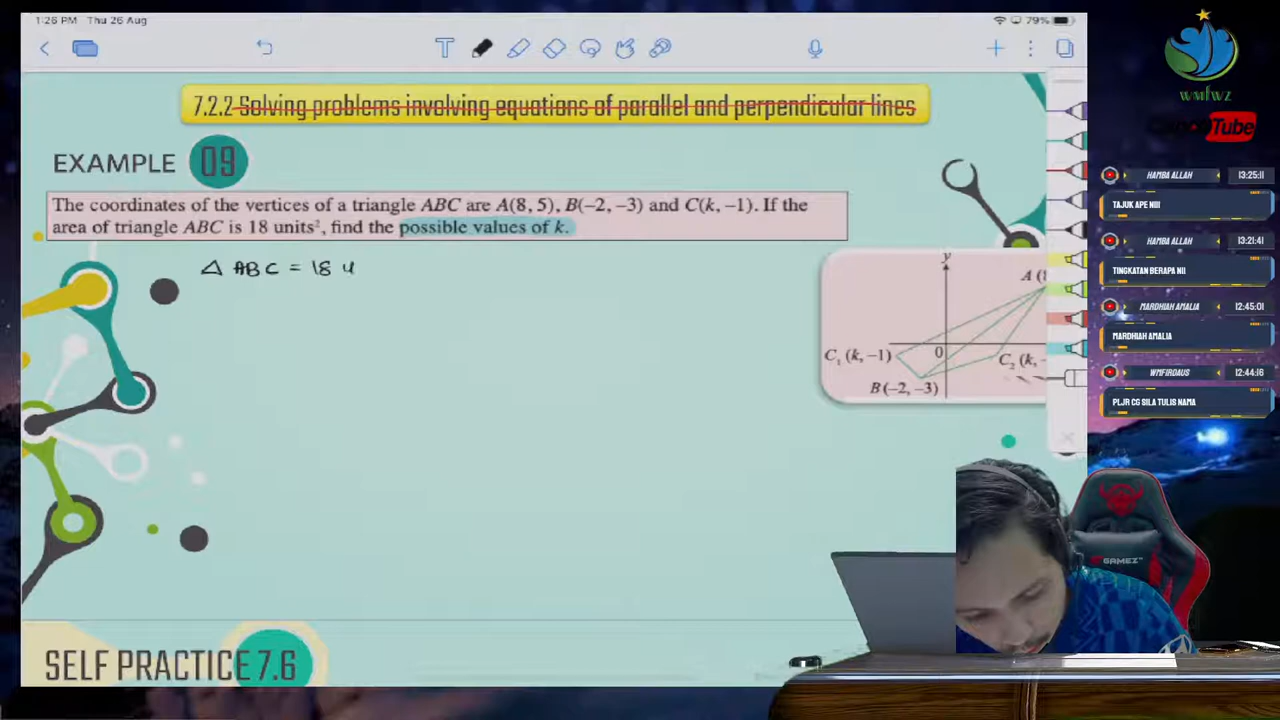 1:26 PM Thu 26 Aug
79%
7.2.2 Solving problems involving equations of parallel and perpendicular lines
EXAMPLE 09
The coordinates of the vertices of a triangle ABC are A(8, 5), B(−2, −3) and C(k, −1). If the
area of triangle ABC is 18 units², find the possible values of k.
△ ABC = 18 u
y
A (8
C₁ (k, −1)
0
C₂ (k, −
B(−2, −3)
SELF PRACTICE 7.6
wmfwz
Tube
HAMBA ALLAH 13:25:11
TAJUK APE NIII
HAMBA ALLAH 13:21:41
TINGKATAN BERAPA NII
MARDHIAH AMALIA 12:45:01
MARDHIAH AMALIA
WMFIRDAUS 12:44:16
PLJR CG SILA TULIS NAMA
GAMEZ